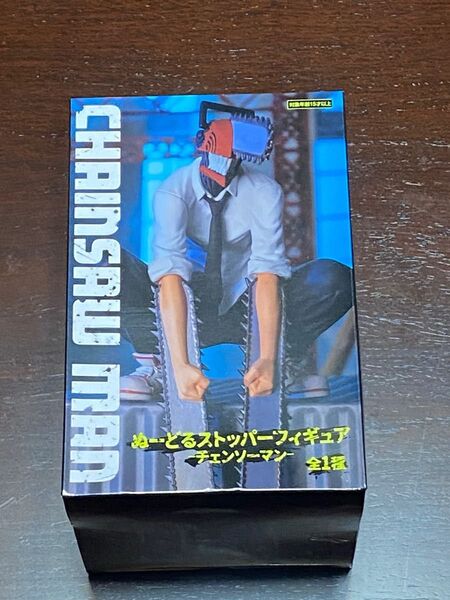 対象年齢15才以上
CHAINSAW MAN
ぬーどるストッパーフィギュア
-チェンソーマン-
全1種